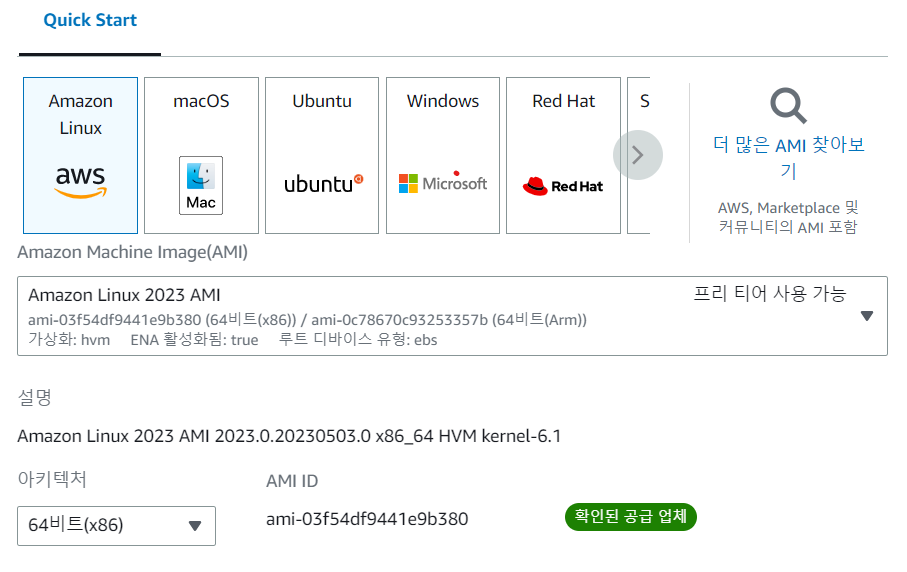 Quick Start
Amazon
Linux
aws
macOS
Mac
Ubuntu
ubuntu
Windows
Microsoft
Red Hat
Red Hat
S
더 많은 AMI 찾아보
기
AWS, Marketplace 및
커뮤니티의 AMI 포함
Amazon Machine Image(AMI)
Amazon Linux 2023 AMI
프리 티어 사용 가능
ami-03f54df9441e9b380 (64비트(x86)) / ami-0c78670c93253357b (64비트(Arm))
가상화: hvm ENA 활성화됨: true 루트 디바이스 유형: ebs
설명
Amazon Linux 2023 AMI 2023.0.20230503.0 x86_64 HVM kernel-6.1
아키텍처
AMI ID
64비트(x86)
ami-03f54df9441e9b380
확인된 공급 업체